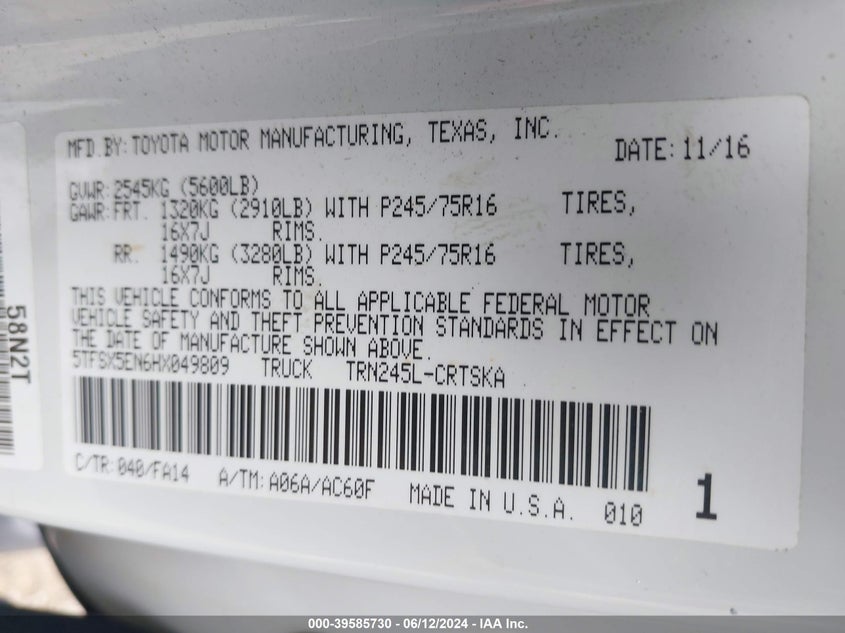 MFD.BY:TOYOTA MOTOR MANUFACTURING, TEXAS, INC.
DATE:11/16
GVWR:2545KG (5600LB)
GAWR:FRT. 1320KG (2910LB) WITH P245/75R16 TIRES,
16X7J RIMS.
RR. 1490KG (3280LB) WITH P245/75R16 TIRES,
16X7J RIMS.
THIS VEHICLE CONFORMS TO ALL APPLICABLE FEDERAL MOTOR
VEHICLE SAFETY AND THEFT PREVENTION STANDARDS IN EFFECT ON
THE DATE OF MANUFACTURE SHOWN ABOVE.
5TFSX5EN6HX049809 TRUCK TRN245L-CRTSKA
C/TR:040/FA14 A/TM:A06A/AC60F MADE IN U.S.A. 010 1
58N2T
000-39585730 - 06/12/2024 - IAA Inc.